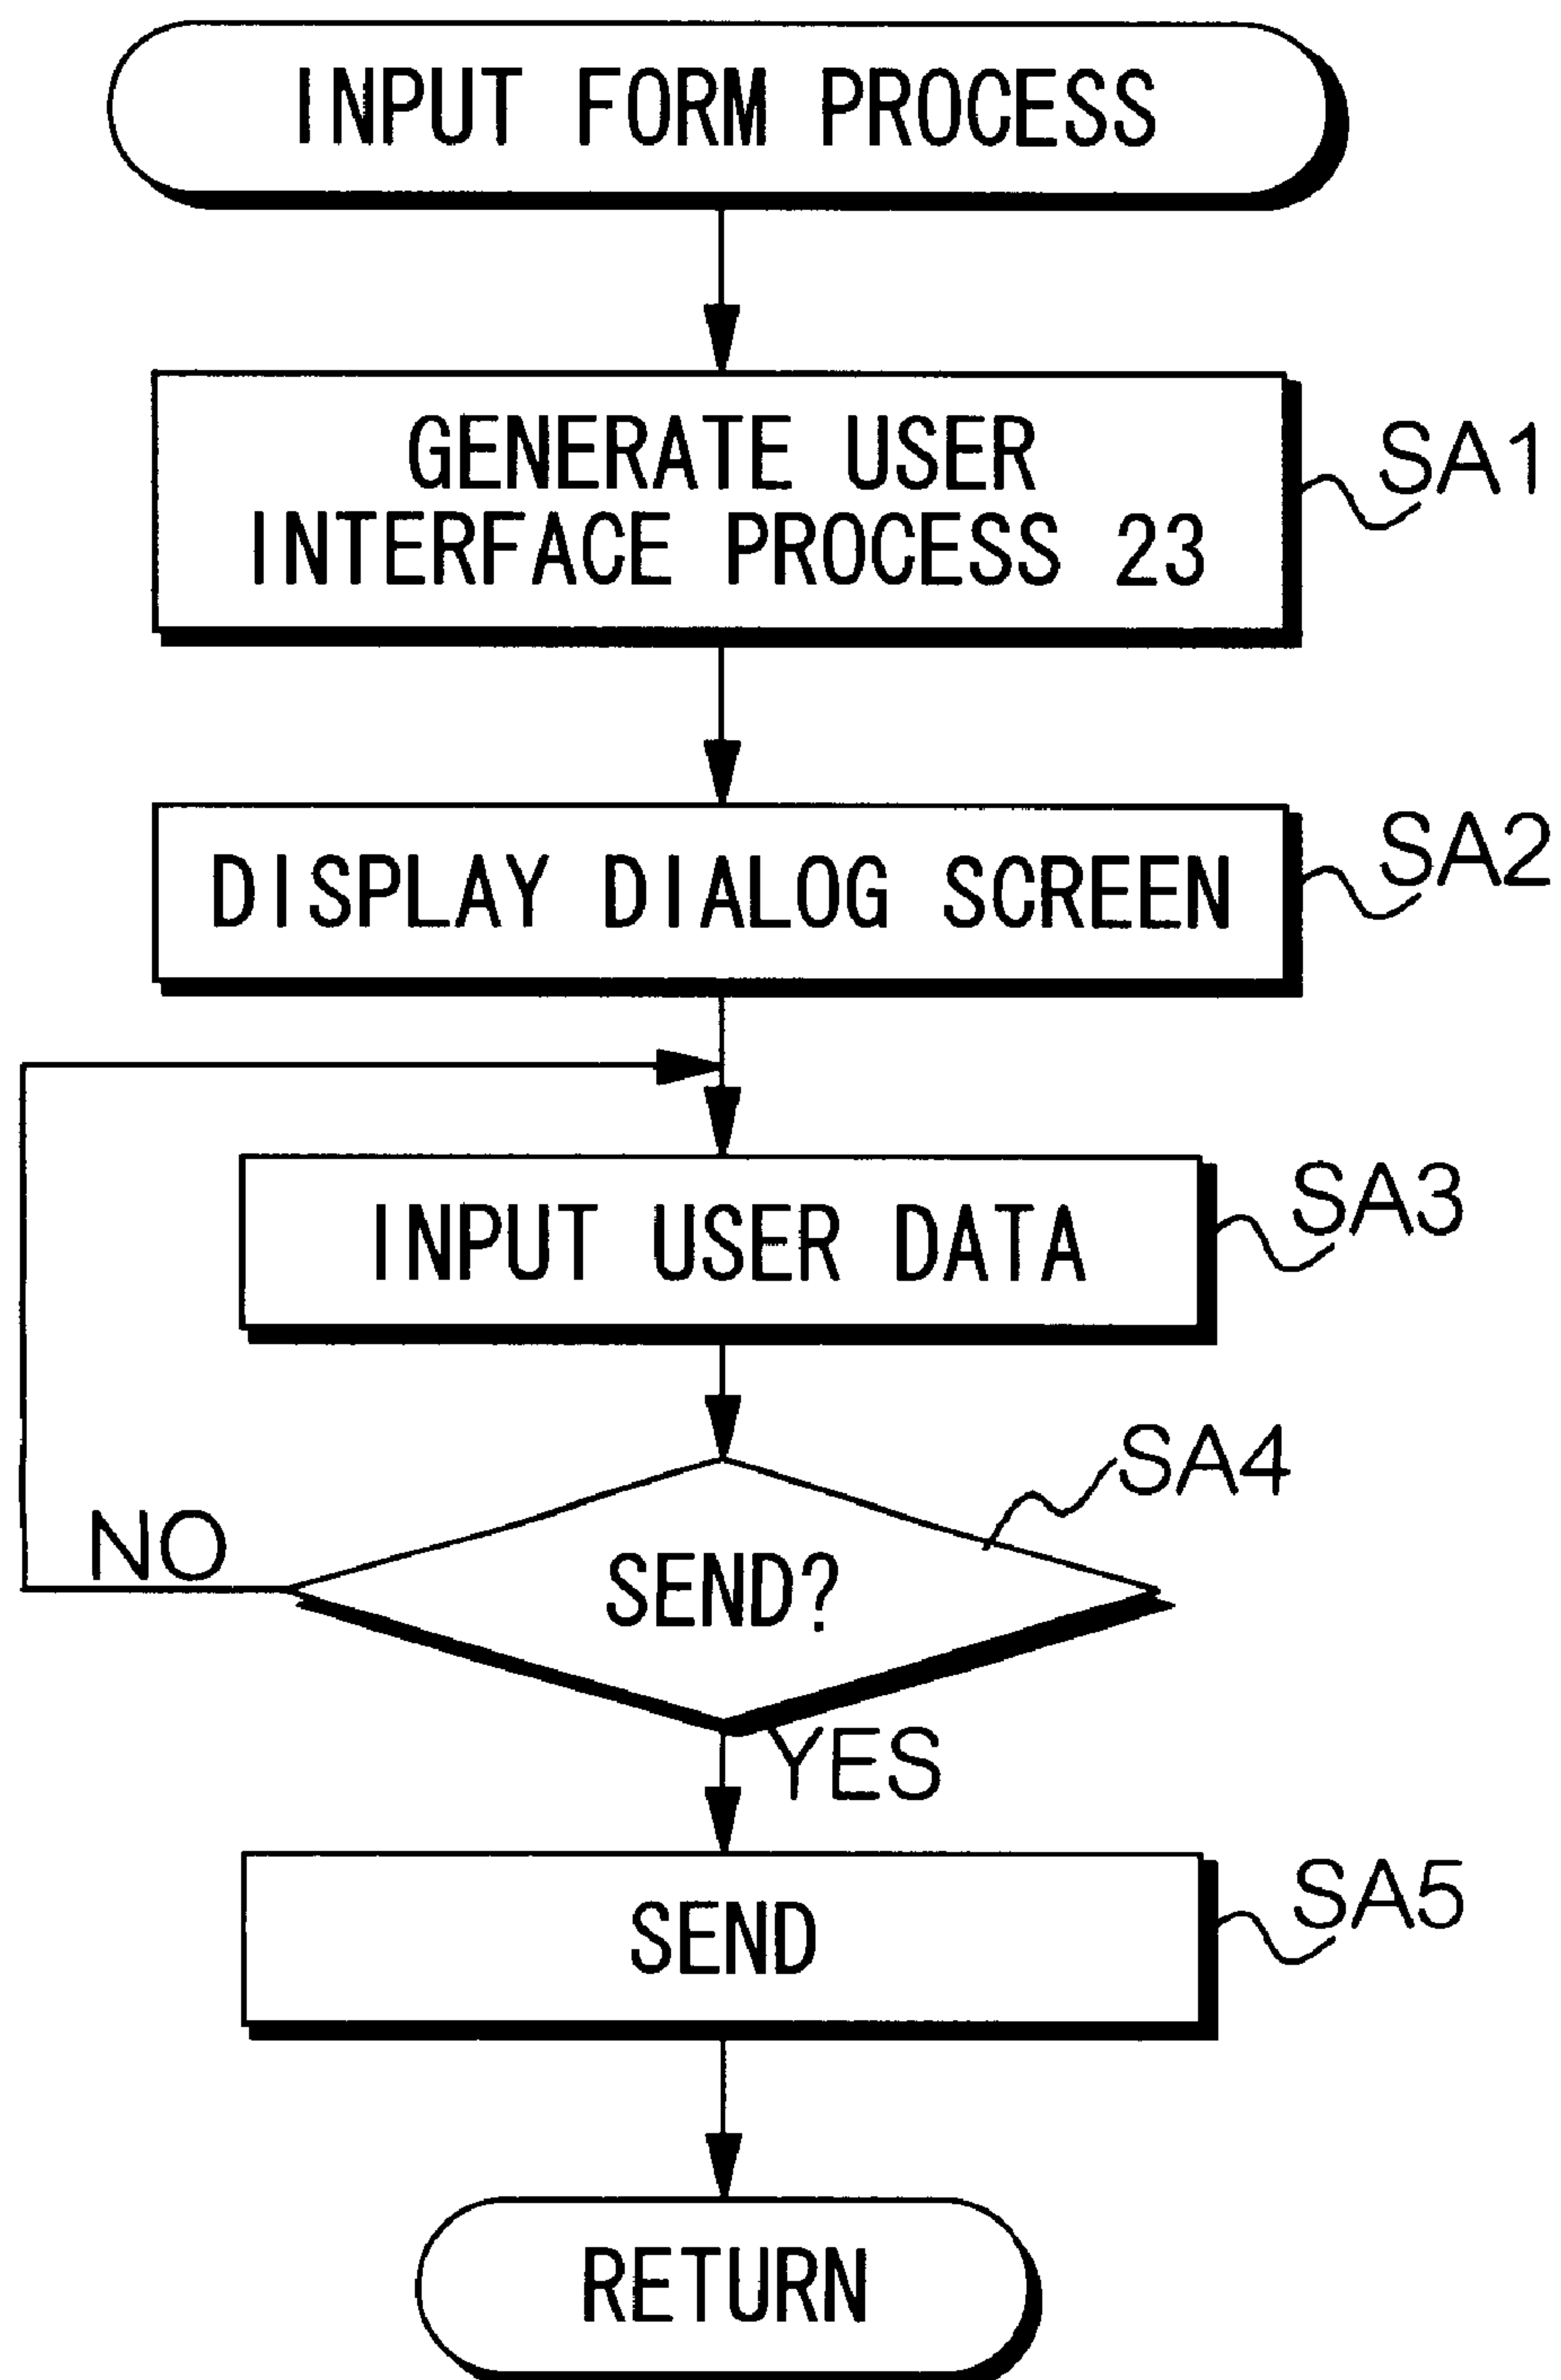 INPUT FORM PROCESS
GENERATE USER
INTERFACE PROCESS 23
SA1
DISPLAY DIALOG SCREEN
SA2
INPUT USER DATA
SA3
SA4
NO
SEND?
YES
SEND
SA5
RETURN